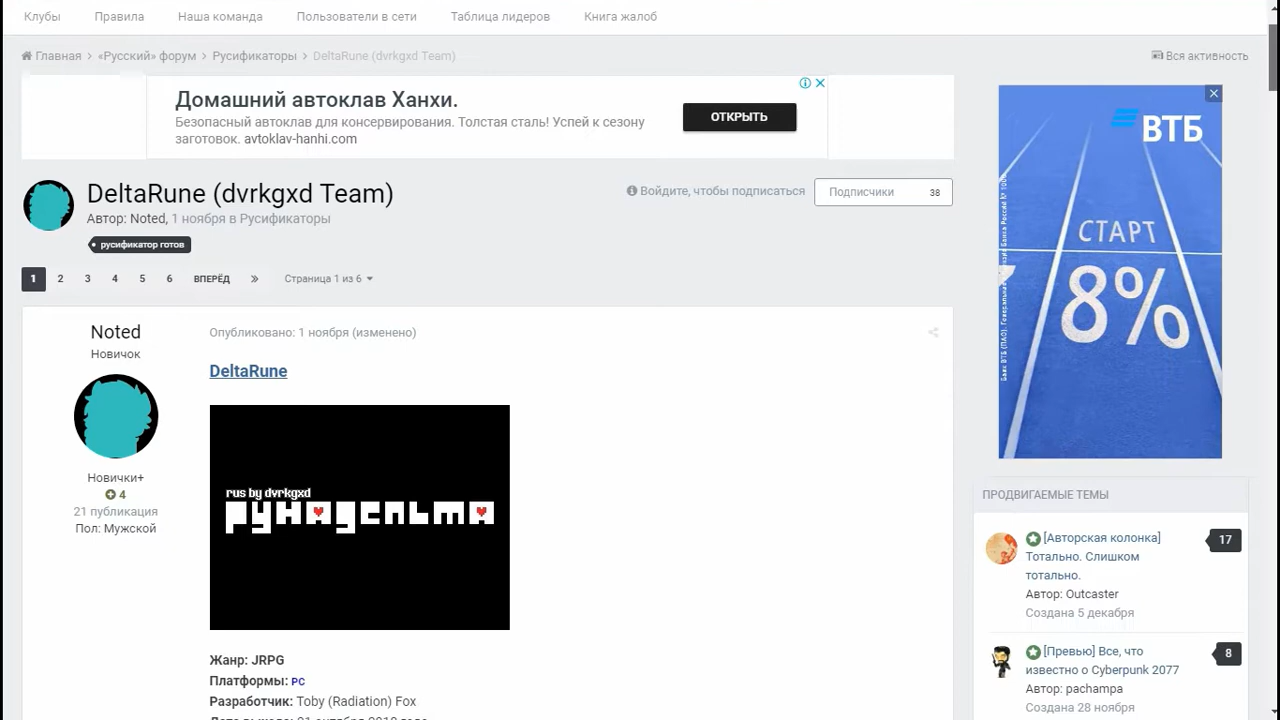 Клубы Правила Наша команда Пользователи в сети Таблица лидеров Книга жалоб
Главная > «Русский» форум > Русификаторы > DeltaRune (dvrkgxd Team)
Вся активность
Домашний автоклав Ханхи.
Безопасный автоклав для консервирования. Толстая сталь! Успей к сезону
заготовок. avtoklav-hanhi.com
ОТКРЫТЬ
DeltaRune (dvrkgxd Team)
Автор: Noted, 1 ноября в Русификаторы
Войдите, чтобы подписаться
Подписчики 38
русификатор готов
1 2 3 4 5 6 ВПЕРЁД » Страница 1 из 6
Noted
Новичок
Новички+
4
21 публикация
Пол: Мужской
Опубликовано: 1 ноября (изменено)
DeltaRune
rus by dvrkgxd
рунадельта
Жанр: JRPG
Платформы: PC
Разработчик: Toby (Radiation) Fox
ВТБ
СТАРТ
8%
ПРОДВИГАЕМЫЕ ТЕМЫ
[Авторская колонка]
Тотально. Слишком
тотально.
Автор: Outcaster
Создана 5 декабря
17
[Превью] Все, что
известно о Cyberpunk 2077
Автор: pachampa
Создана 28 ноября
8